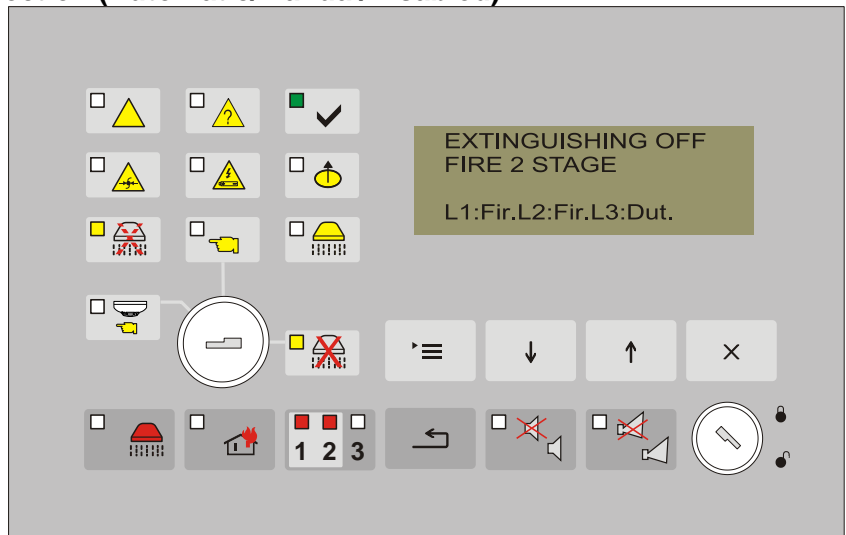 ?
EXTINGUISHING OFF
FIRE 2 STAGE
L1:Fir.L2:Fir.L3:Dut.
1 2 3